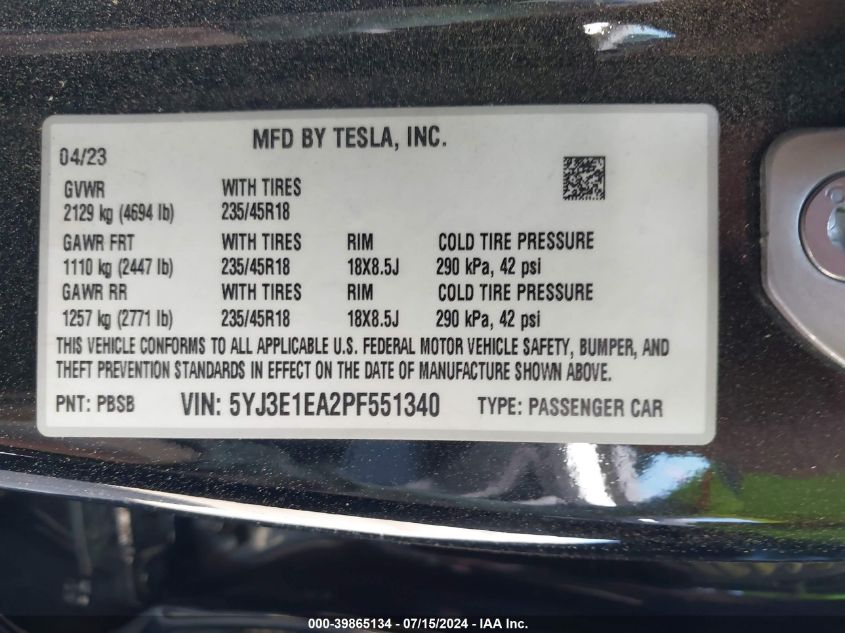 MFD BY TESLA, INC.
04/23
GVWR WITH TIRES
2129 kg (4694 lb) 235/45R18
GAWR FRT WITH TIRES RIM COLD TIRE PRESSURE
1110 kg (2447 lb) 235/45R18 18X8.5J 290 kPa, 42 psi
GAWR RR WITH TIRES RIM COLD TIRE PRESSURE
1257 kg (2771 lb) 235/45R18 18X8.5J 290 kPa, 42 psi
THIS VEHICLE CONFORMS TO ALL APPLICABLE U.S. FEDERAL MOTOR VEHICLE SAFETY, BUMPER, AND
THEFT PREVENTION STANDARDS IN EFFECT ON THE DATE OF MANUFACTURE SHOWN ABOVE.
PNT: PBSB VIN: 5YJ3E1EA2PF551340 TYPE: PASSENGER CAR
000-39865134 - 07/15/2024 - IAA Inc.